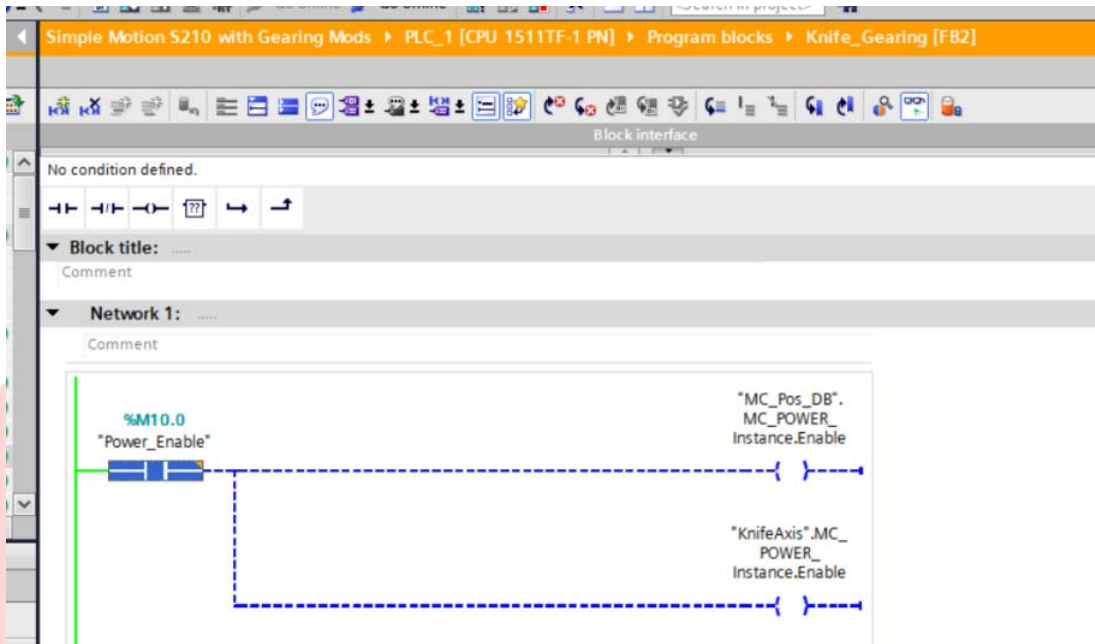 Simple Motion S210 with Gearing Mods ▸ PLC_1 [CPU 1511TF-1 PN] ▸ Program blocks ▸ Knife_Gearing [FB2]
Block interface
No condition defined.
??
Block title: .....
Comment
Network 1: .....
Comment
%M10.0
"Power_Enable"
"MC_Pos_DB".
MC_POWER_
Instance.Enable
"KnifeAxis".MC_
POWER_
Instance.Enable